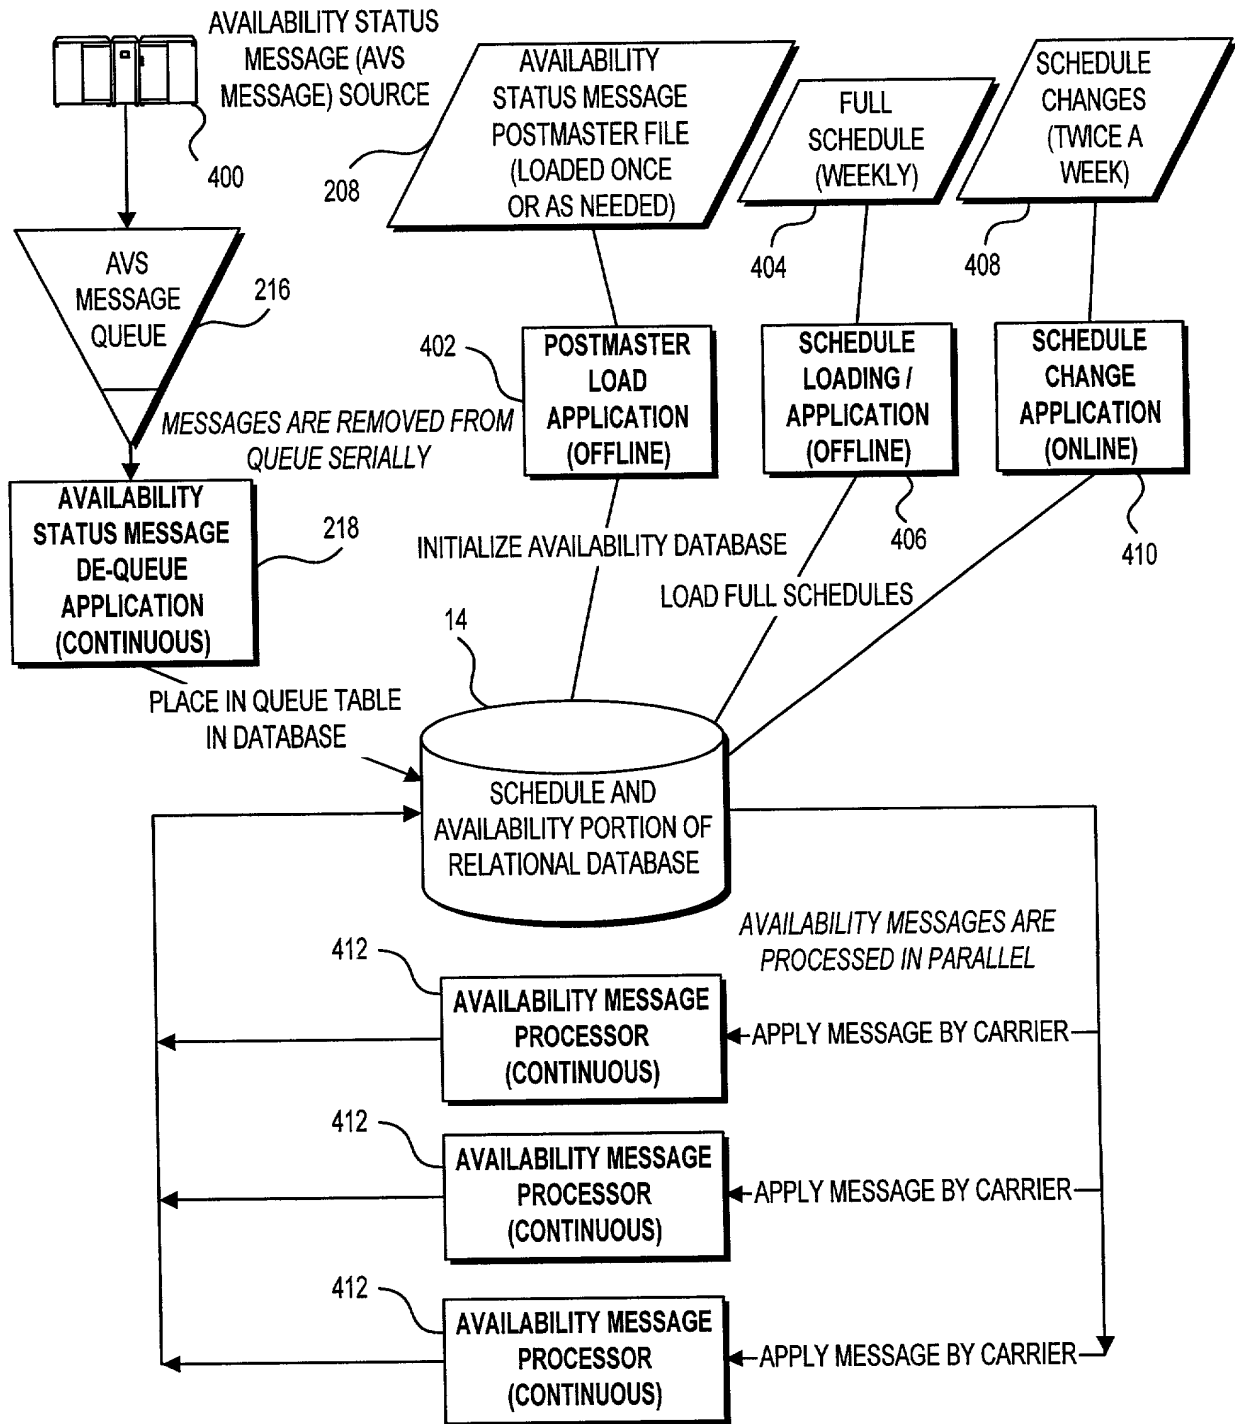 AVAILABILITY STATUS
MESSAGE (AVS
MESSAGE) SOURCE
400
AVAILABILITY
STATUS MESSAGE
POSTMASTER FILE
(LOADED ONCE
OR AS NEEDED)
208
FULL
SCHEDULE
(WEEKLY)
404
SCHEDULE
CHANGES
(TWICE A
WEEK)
408
AVS
MESSAGE
QUEUE
216
402
POSTMASTER
LOAD
APPLICATION
(OFFLINE)
SCHEDULE
LOADING /
APPLICATION
(OFFLINE)
406
SCHEDULE
CHANGE
APPLICATION
(ONLINE)
410
MESSAGES ARE REMOVED FROM
QUEUE SERIALLY
AVAILABILITY
STATUS MESSAGE
DE-QUEUE
APPLICATION
(CONTINUOUS)
218
INITIALIZE AVAILABILITY DATABASE
LOAD FULL SCHEDULES
14
PLACE IN QUEUE TABLE
IN DATABASE
SCHEDULE AND
AVAILABILITY PORTION OF
RELATIONAL DATABASE
AVAILABILITY MESSAGES ARE
PROCESSED IN PARALLEL
412
AVAILABILITY MESSAGE
PROCESSOR
(CONTINUOUS)
APPLY MESSAGE BY CARRIER
412
AVAILABILITY MESSAGE
PROCESSOR
(CONTINUOUS)
APPLY MESSAGE BY CARRIER
412
AVAILABILITY MESSAGE
PROCESSOR
(CONTINUOUS)
APPLY MESSAGE BY CARRIER